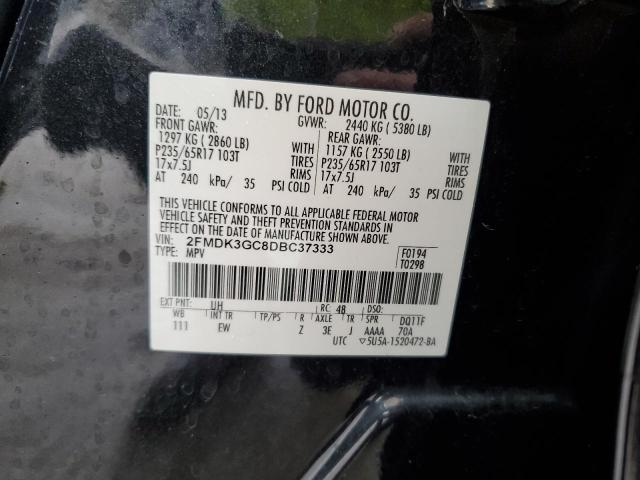 MFD. BY FORD MOTOR CO.
DATE: 05/13 GVWR: 2440 KG ( 5380 LB)
FRONT GAWR: REAR GAWR:
1297 KG ( 2860 LB) WITH 1157 KG ( 2550 LB) WITH
P235/65R17 103T TIRES P235/65R17 103T TIRES
17x7.5J RIMS 17x7.5J RIMS
AT 240 kPa/ 35 PSI COLD AT 240 kPa/ 35 PSI COLD
THIS VEHICLE CONFORMS TO ALL APPLICABLE FEDERAL MOTOR
VEHICLE SAFETY AND THEFT PREVENTION STANDARDS IN
EFFECT ON THE DATE OF MANUFACTURE SHOWN ABOVE.
VIN: 2FMDK3GC8DBC37333 F0194
TYPE: MPV T0298
EXT PNT: UH RC: 48 DSO:
WB INT TR TP/PS R AXLE TR SPR DQ11F
111 EW Z 3E J AAAA 70A
UTC ▽5U5A-1520472-BA